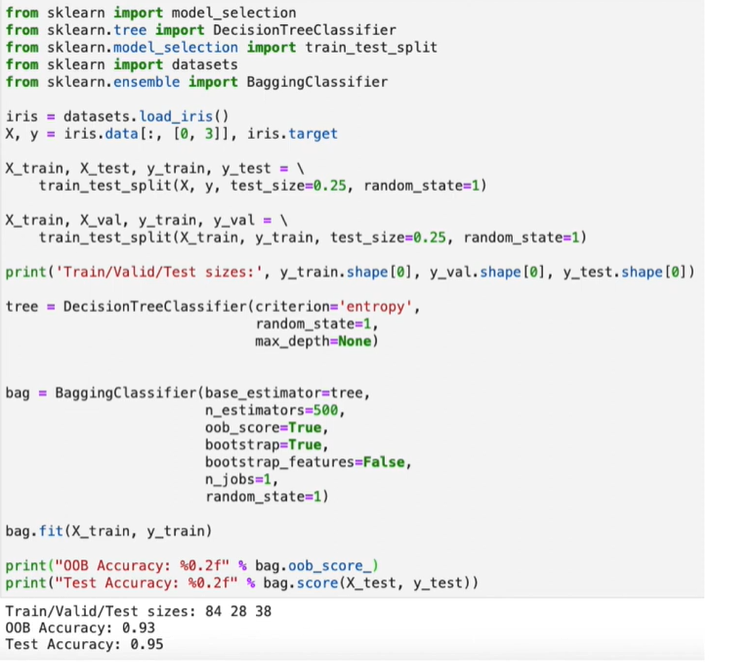 from sklearn import model_selection
from sklearn.tree import DecisionTreeClassifier
from sklearn.model_selection import train_test_split
from sklearn import datasets
from sklearn.ensemble import BaggingClassifier
iris = datasets.load_iris()
X, y = iris.data[:, [0, 3]], iris.target
X_train, X_test, y_train, y_test = \
    train_test_split(X, y, test_size=0.25, random_state=1)
X_train, X_val, y_train, y_val = \
    train_test_split(X_train, y_train, test_size=0.25, random_state=1)
print('Train/Valid/Test sizes:', y_train.shape[0], y_val.shape[0], y_test.shape[0])
tree = DecisionTreeClassifier(criterion='entropy',
                              random_state=1,
                              max_depth=None)
bag = BaggingClassifier(base_estimator=tree,
                        n_estimators=500,
                        oob_score=True,
                        bootstrap=True,
                        bootstrap_features=False,
                        n_jobs=1,
                        random_state=1)
bag.fit(X_train, y_train)
print("OOB Accuracy: %0.2f" % bag.oob_score_)
print("Test Accuracy: %0.2f" % bag.score(X_test, y_test))
Train/Valid/Test sizes: 84 28 38
OOB Accuracy: 0.93
Test Accuracy: 0.95